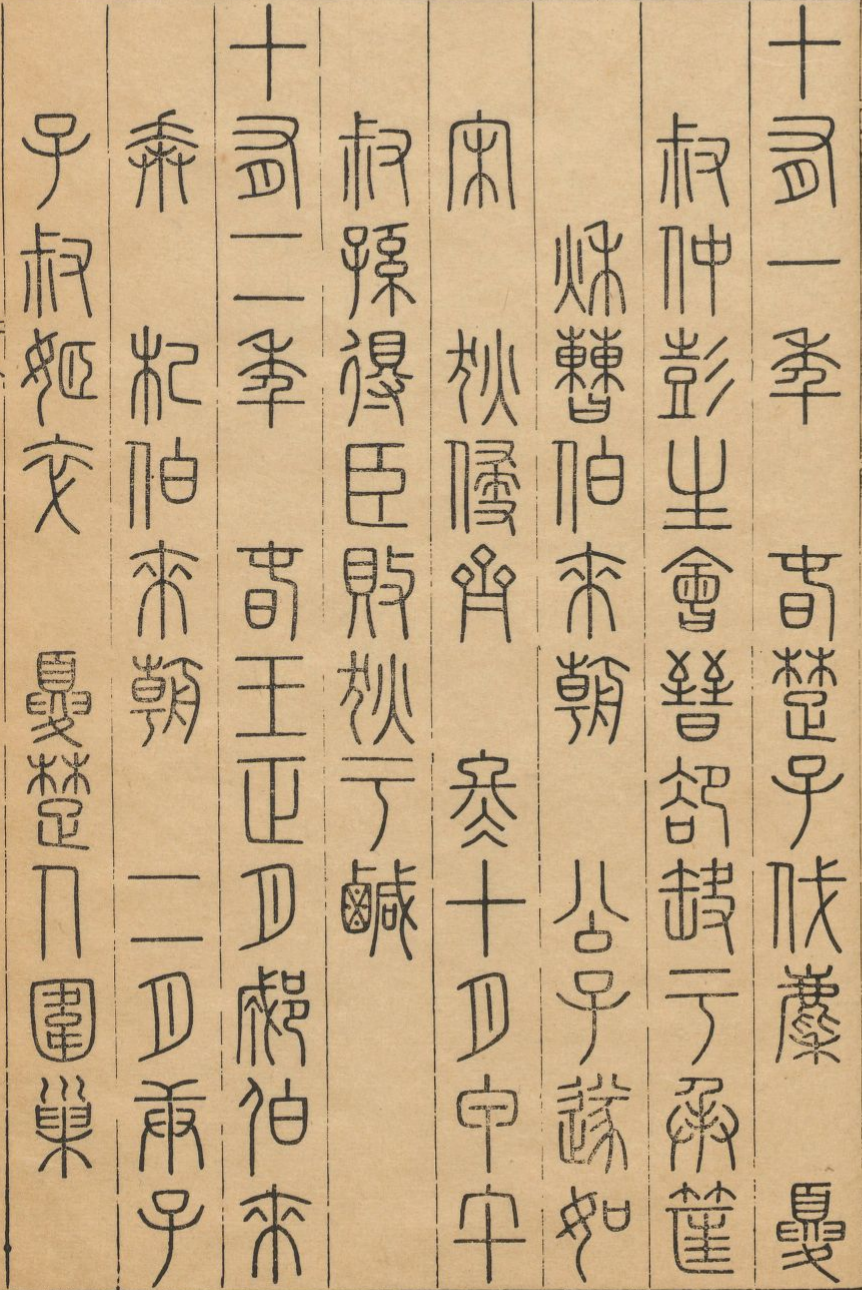 十有一年　春楚子伐麇　夏
叔仲彭生會晉郤缺于承筐
秋曹伯來朝　公子遂如
宋　狄侵齊　冬十月甲午
叔孫得臣敗狄于鹹
十有二年　春王正月郕伯來
奔　杞伯來朝　二月庚子
子叔姬卒　夏楚人圍巢